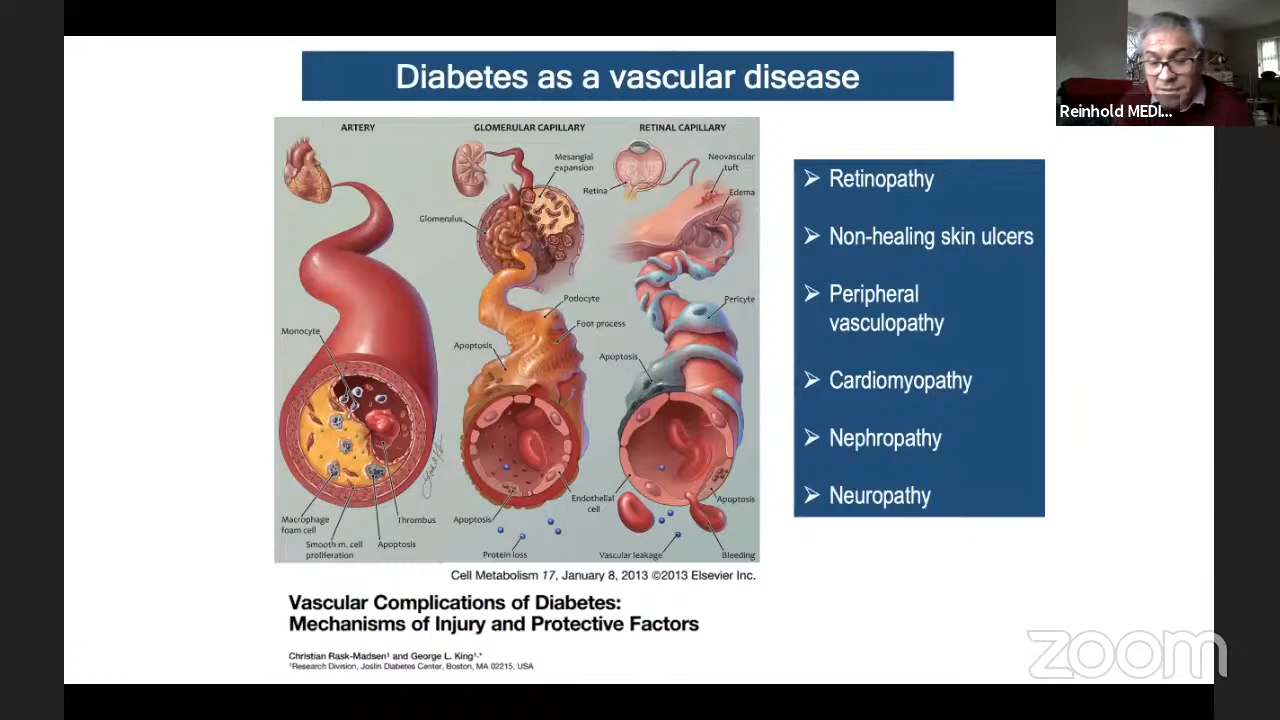 Diabetes as a vascular disease
Reinhold MEDI...
ARTERY
GLOMERULAR CAPILLARY
RETINAL CAPILLARY
Mesangial
expansion
Neovascular
tuft
Retina
Edema
Glomerulus
Podocyte
Pericyte
Foot process
Monocyte
Apoptosis
Apoptosis
Endothelial
cell
Apoptosis
Macrophage
foam cell
Thrombus
Apoptosis
Smooth m. cell
proliferation
Apoptosis
Protein loss
Vascular leakage
Bleeding
➢ Retinopathy
➢ Non-healing skin ulcers
➢ Peripheral
vasculopathy
➢ Cardiomyopathy
➢ Nephropathy
➢ Neuropathy
Cell Metabolism 17, January 8, 2013 ©2013 Elsevier Inc.
Vascular Complications of Diabetes:
Mechanisms of Injury and Protective Factors
Christian Rask-Madsen¹ and George L. King¹,*
¹Research Division, Joslin Diabetes Center, Boston, MA 02215, USA
zoom